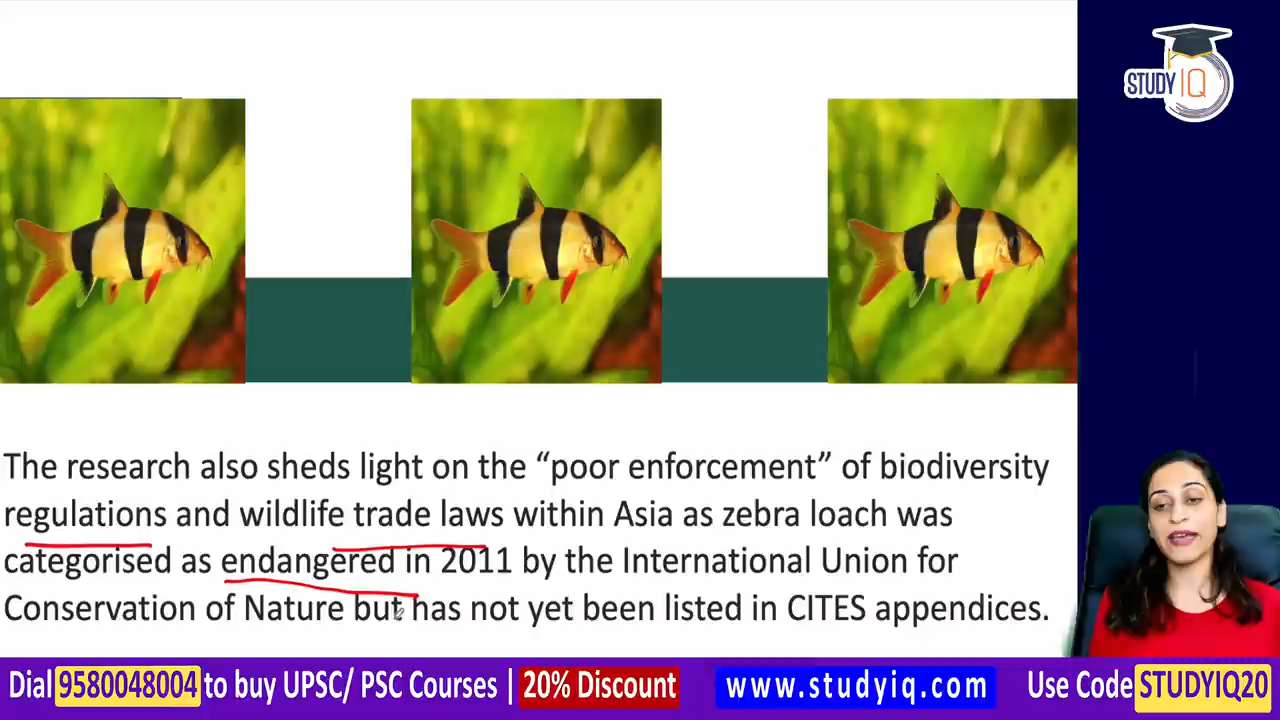 STUDY IQ
The research also sheds light on the “poor enforcement” of biodiversity
regulations and wildlife trade laws within Asia as zebra loach was
categorised as endangered in 2011 by the International Union for
Conservation of Nature but has not yet been listed in CITES appendices.
Dial 9580048004 to buy UPSC/ PSC Courses | 20% Discount www.studyiq.com Use Code STUDYIQ20